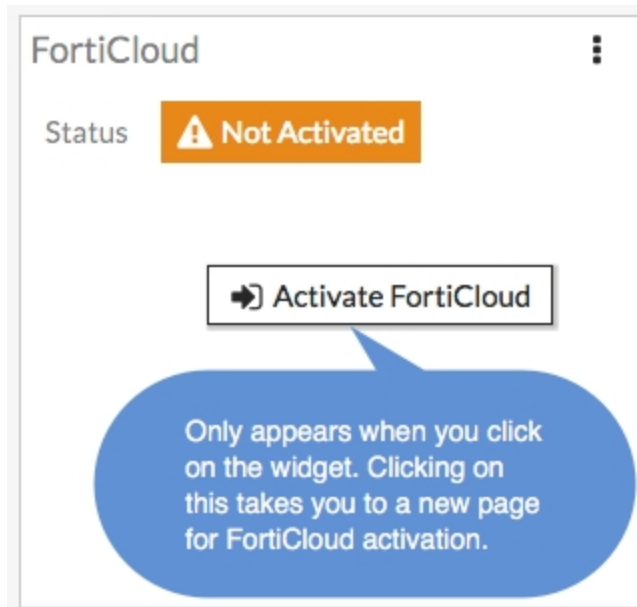 FortiCloud
Status Not Activated
Activate FortiCloud
Only appears when you click
on the widget. Clicking on
this takes you to a new page
for FortiCloud activation.